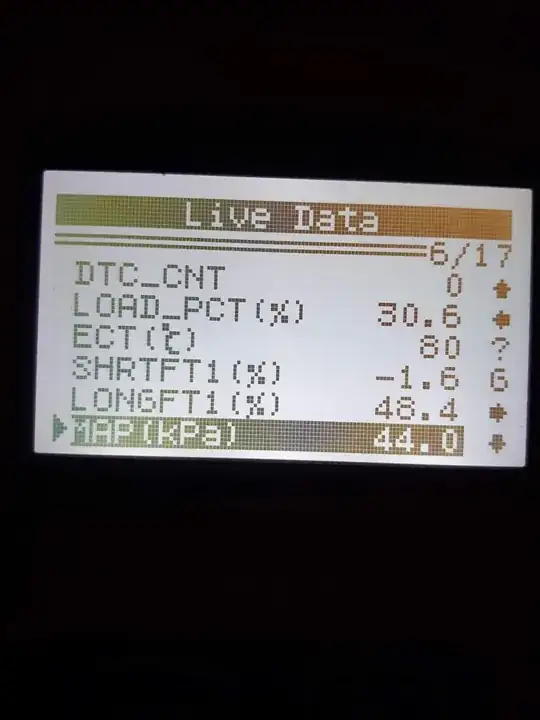 Live Data
6/17
DTC_CNT 0
LOAD_PCT(%) 30.6
ECT(℃) 80 ?
SHRTFT1(%) -1.6 G
LONGFT1(%) 48.4
MAP(kPa) 44.0